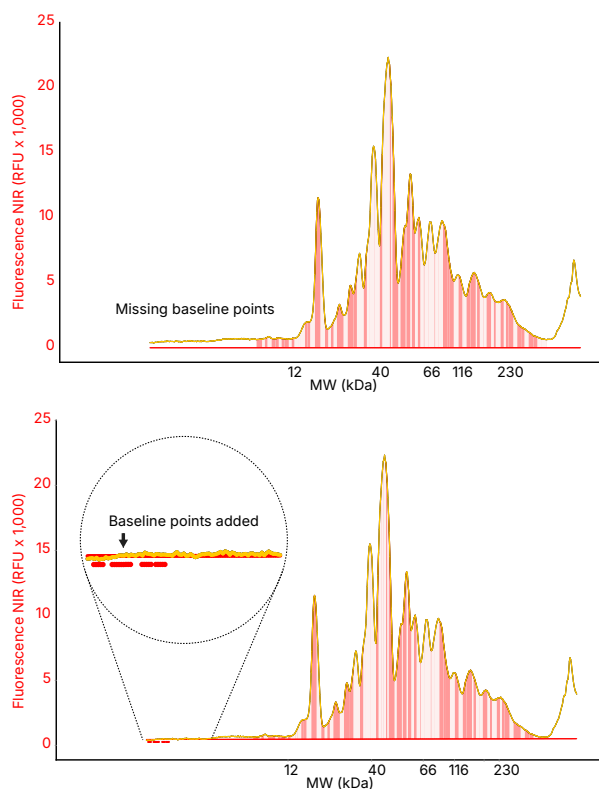 25
20
15
10
5
0
Fluorescence NIR (RFU x 1,000)
Missing baseline points
12 40 66 116 230
MW (kDa)
25
20
15
10
5
0
Fluorescence NIR (RFU x 1,000)
Baseline points added
12 40 66 116 230
MW (kDa)